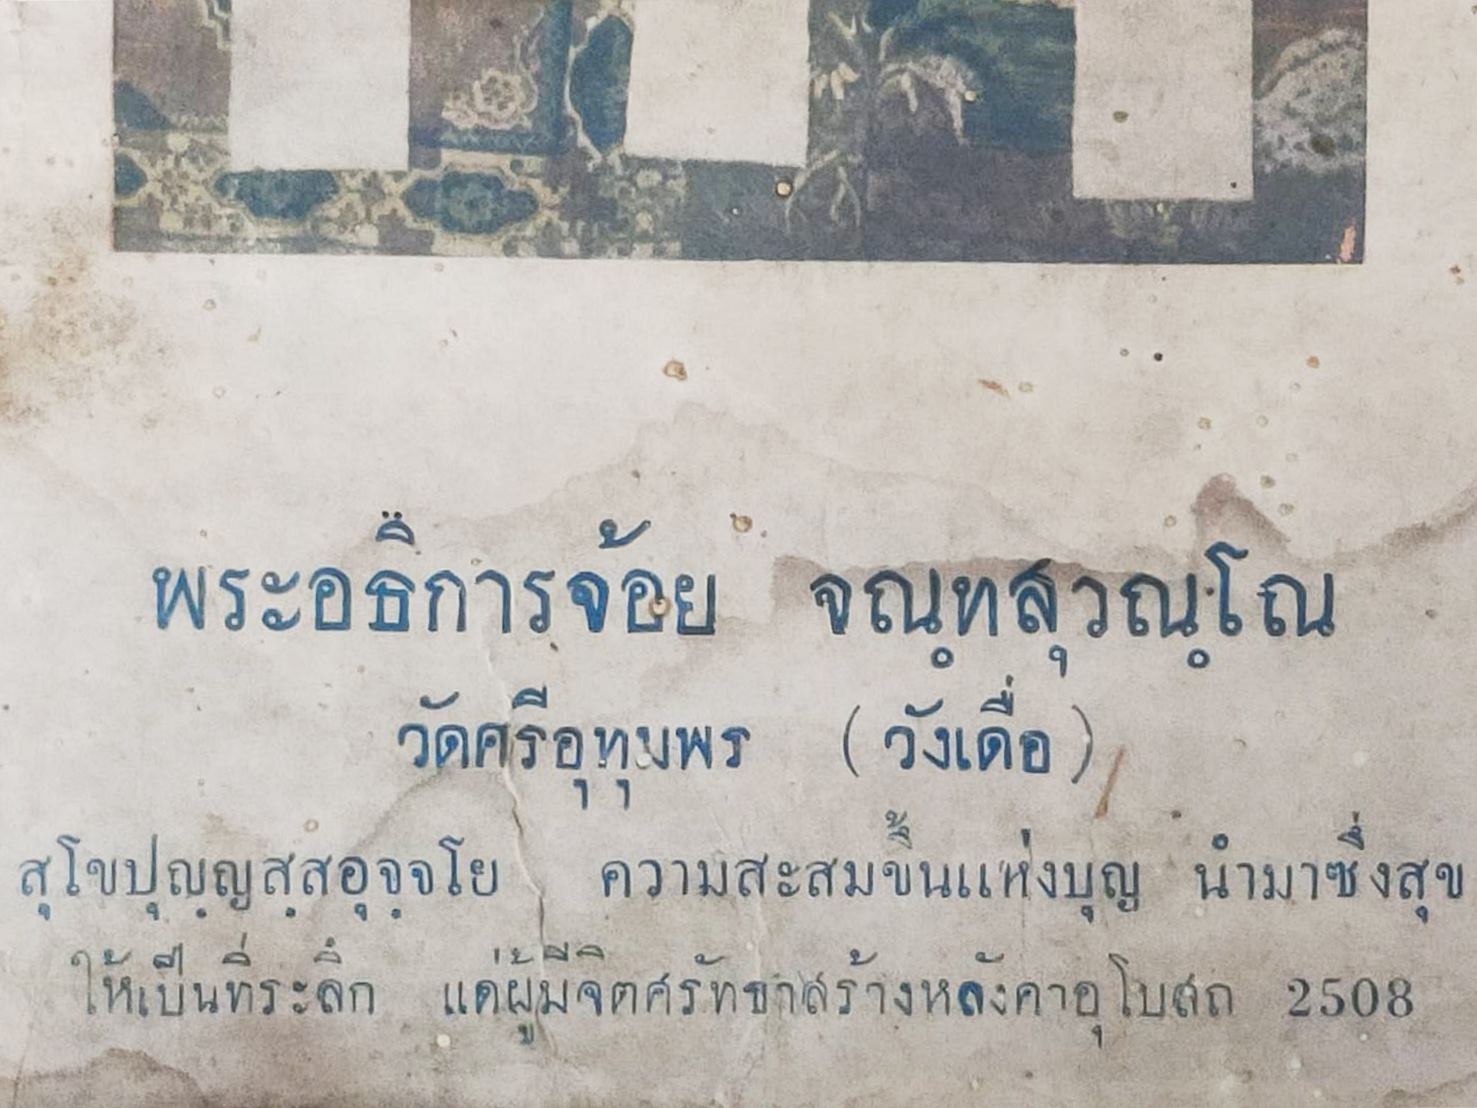 พระอธิการจ้อย จณฺทสุวณฺโณ
วัดศรีอุทุมพร (วังเดื่อ)
สุโขปุญฺญสฺสอุจฺจโย ความสะสมขึ้นแห่งบุญ นำมาซึ่งสุข
ให้เป็นที่ระลึก แด่ผู้มีจิตศรัทธาสร้างหลังคาอุโบสถ 2508